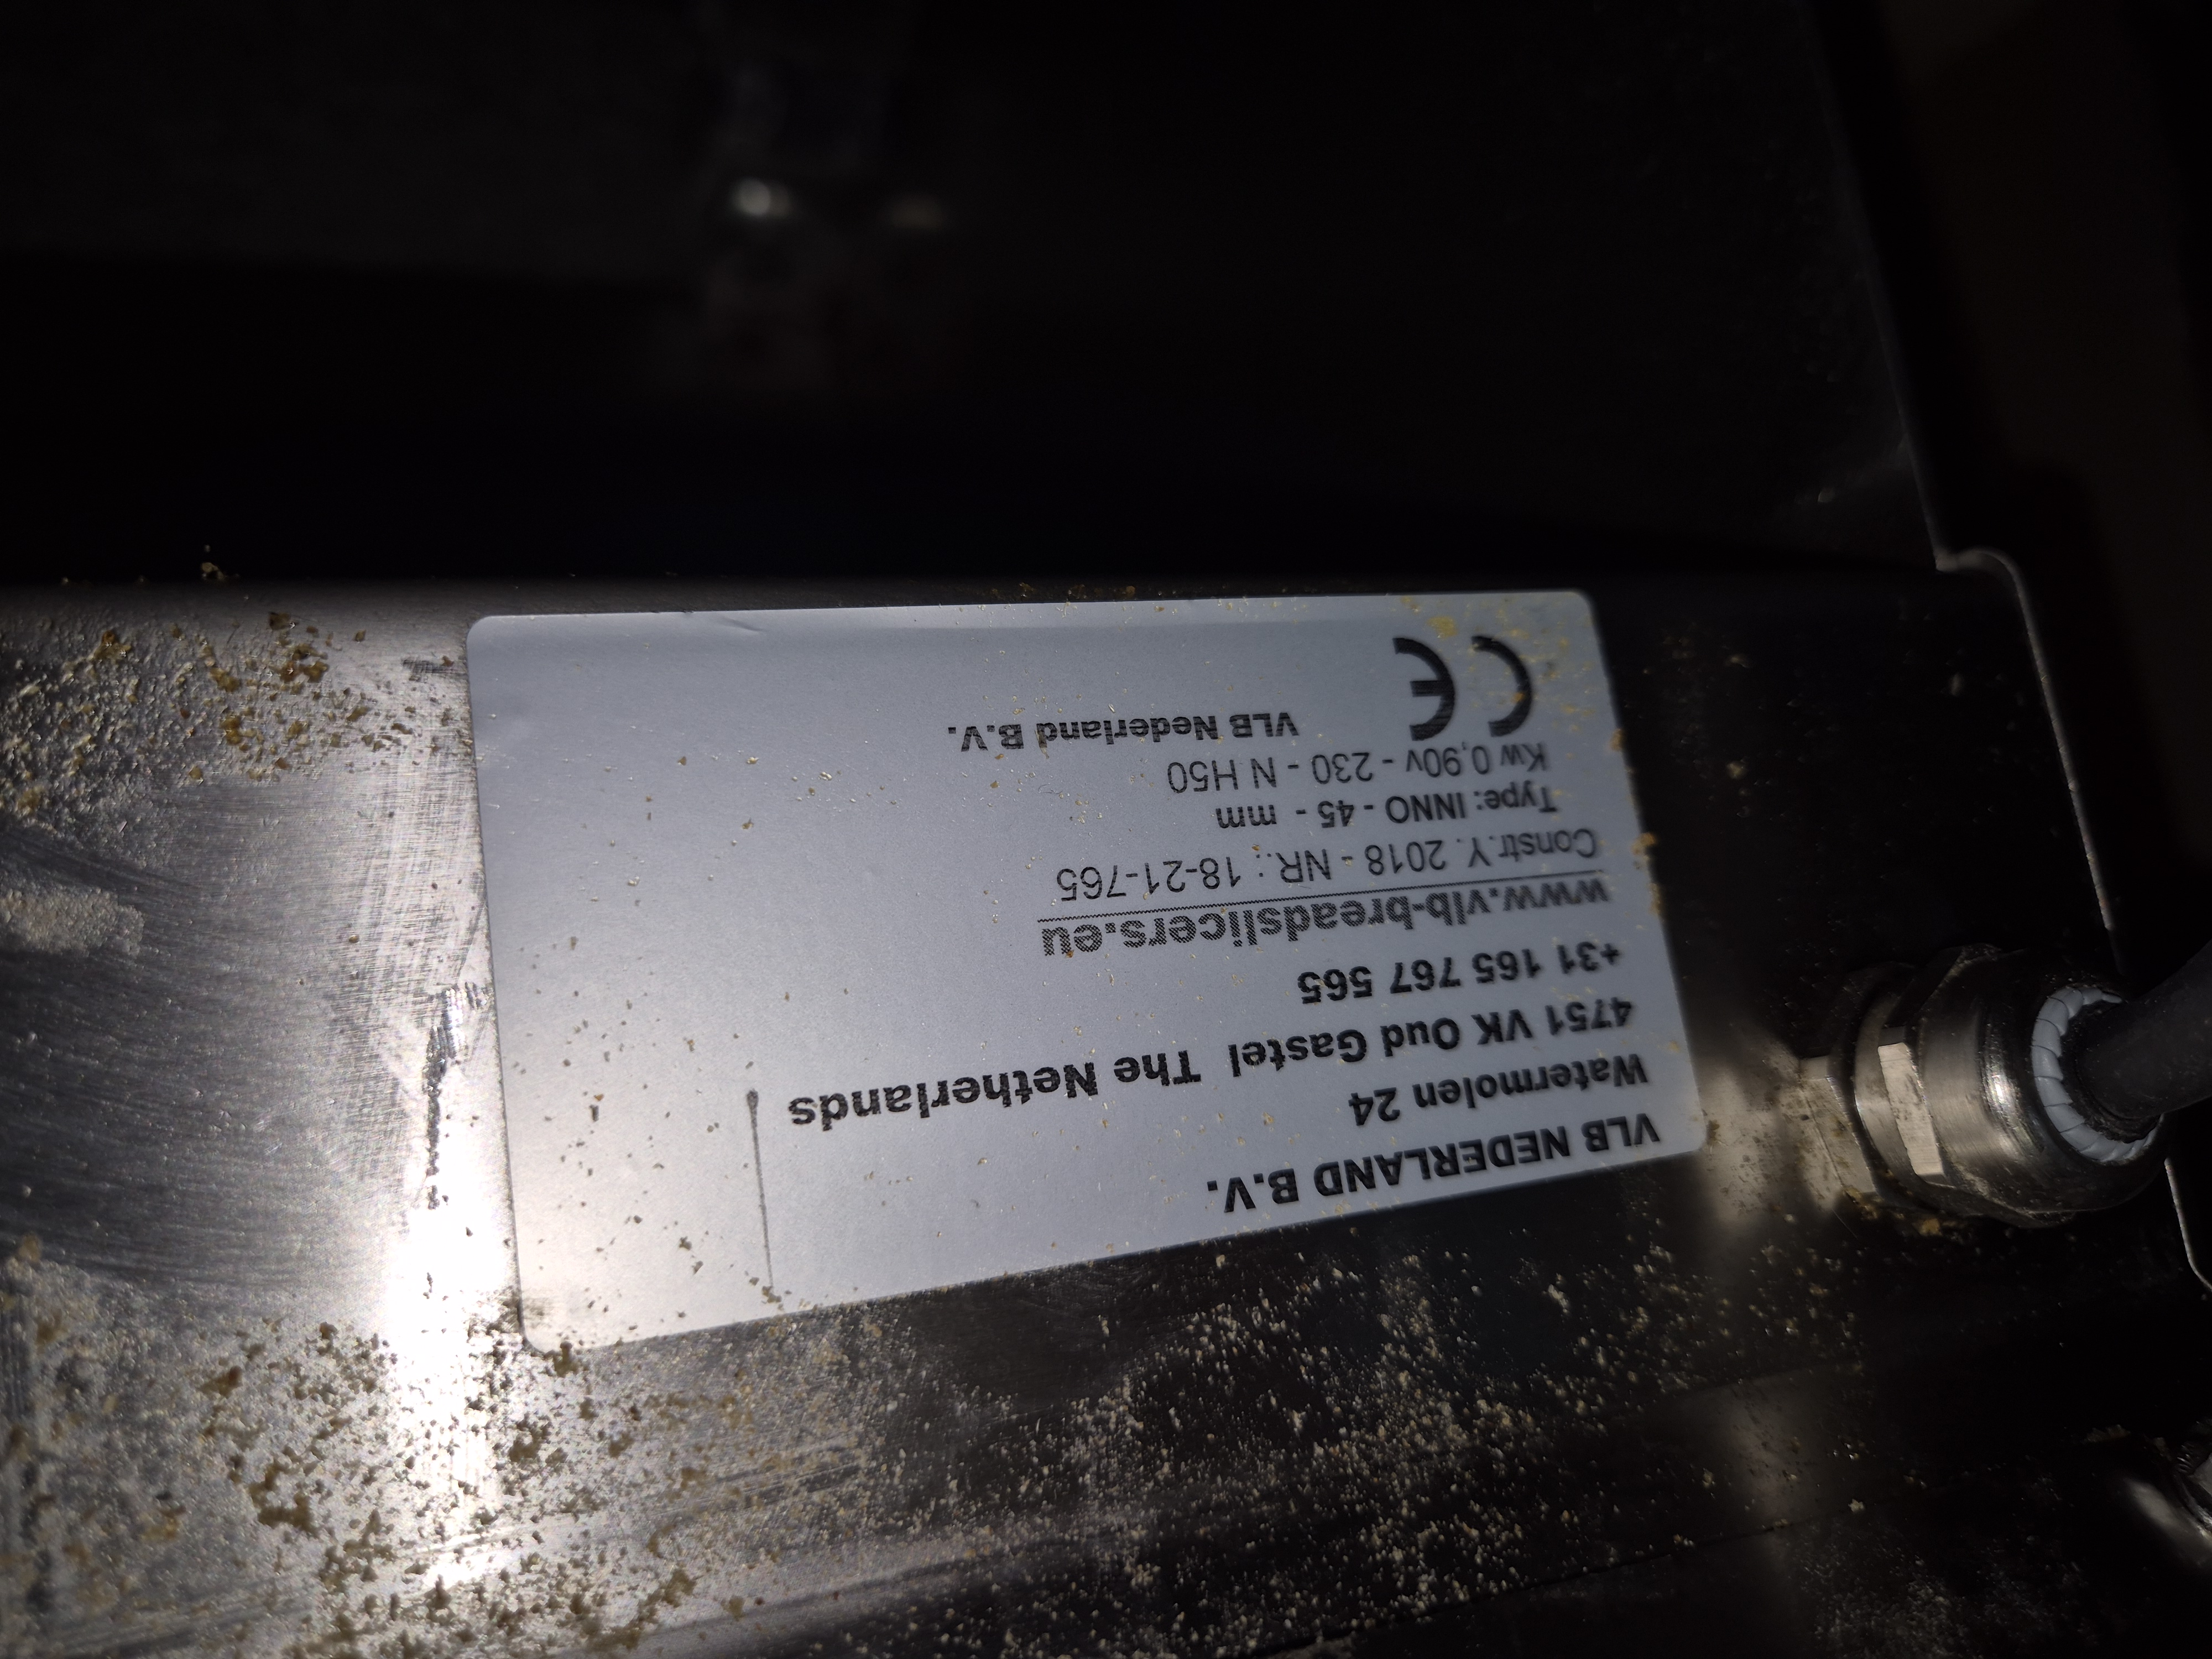 VLB NEDERLAND B.V.
Watermolen 24
4751 VK Oud Gastel The Netherlands
+31 165 767 565
www.vlb-breadslicers.eu
Constr.Y. 2018 - NR.: 18-21-765
Type: INNO - 45 - mm
Kw 0,90v - 230 - N H50
VLB Nederland B.V.
CE